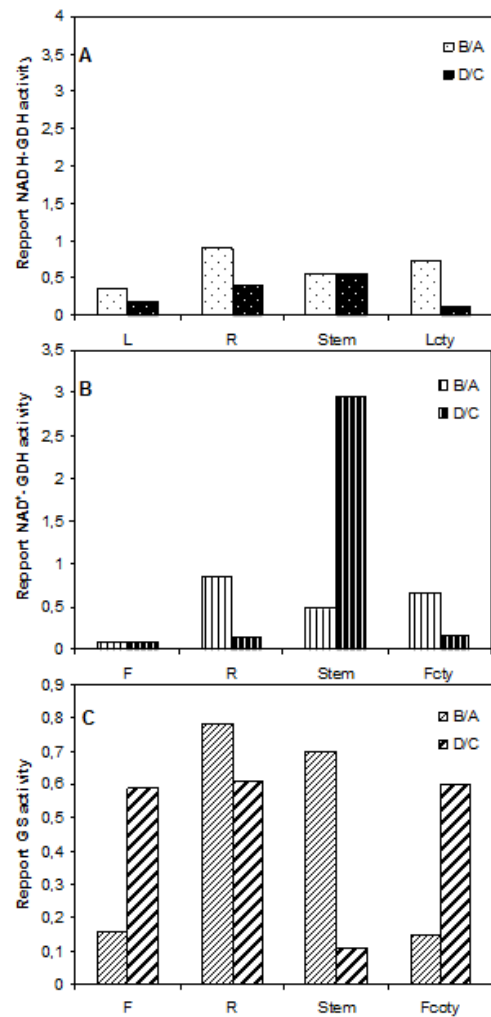 4
3,5
3
2,5
2
1,5
1
0,5
0
Repport NADH-GDH activity
A
B/A
D/C
L R Stem Lcty
3,5
3
2,5
2
1,5
1
0,5
0
Repport NAD⁺-GDH activity
B
B/A
D/C
F R Stem Fcty
0,9
0,8
0,7
0,6
0,5
0,4
0,3
0,2
0,1
0
Repport GS activity
C
B/A
D/C
F R Stem Fcoty